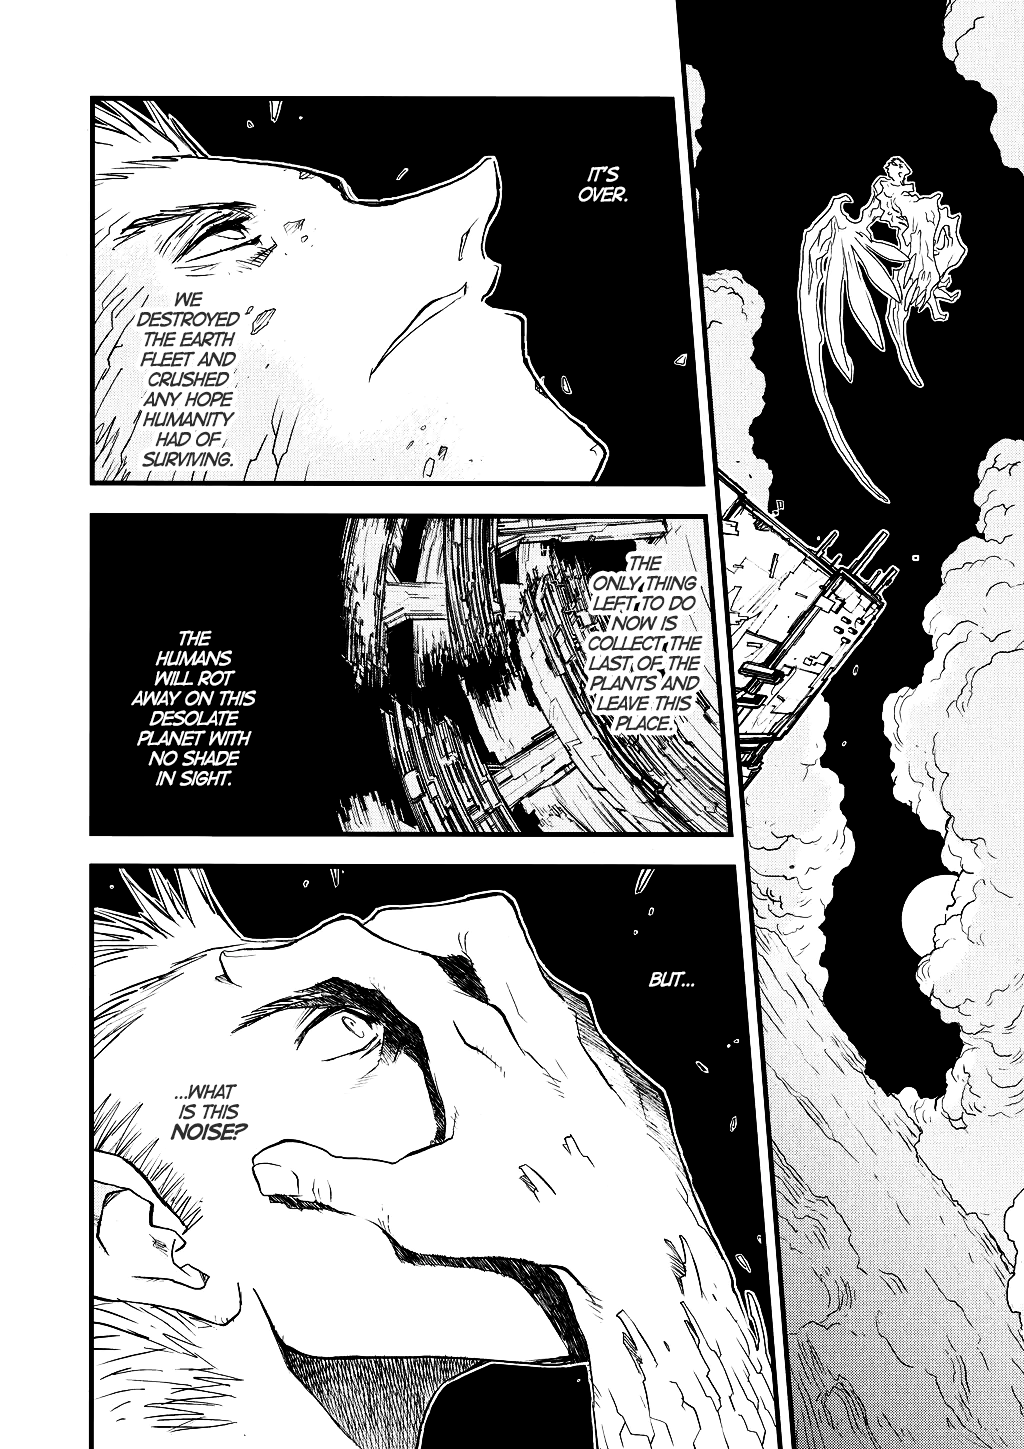 IT'S
OVER.
WE
DESTROYED
THE EARTH
FLEET AND
CRUSHED
ANY HOPE
HUMANITY
HAD OF
SURVIVING.
THE
ONLY THING
LEFT TO DO
NOW IS
COLLECT THE
LAST OF THE
PLANTS AND
LEAVE THIS
PLACE.
THE
HUMANS
WILL ROT
AWAY ON THIS
DESOLATE
PLANET WITH
NO SHADE
IN SIGHT.
BUT...
...WHAT
IS THIS
NOISE?